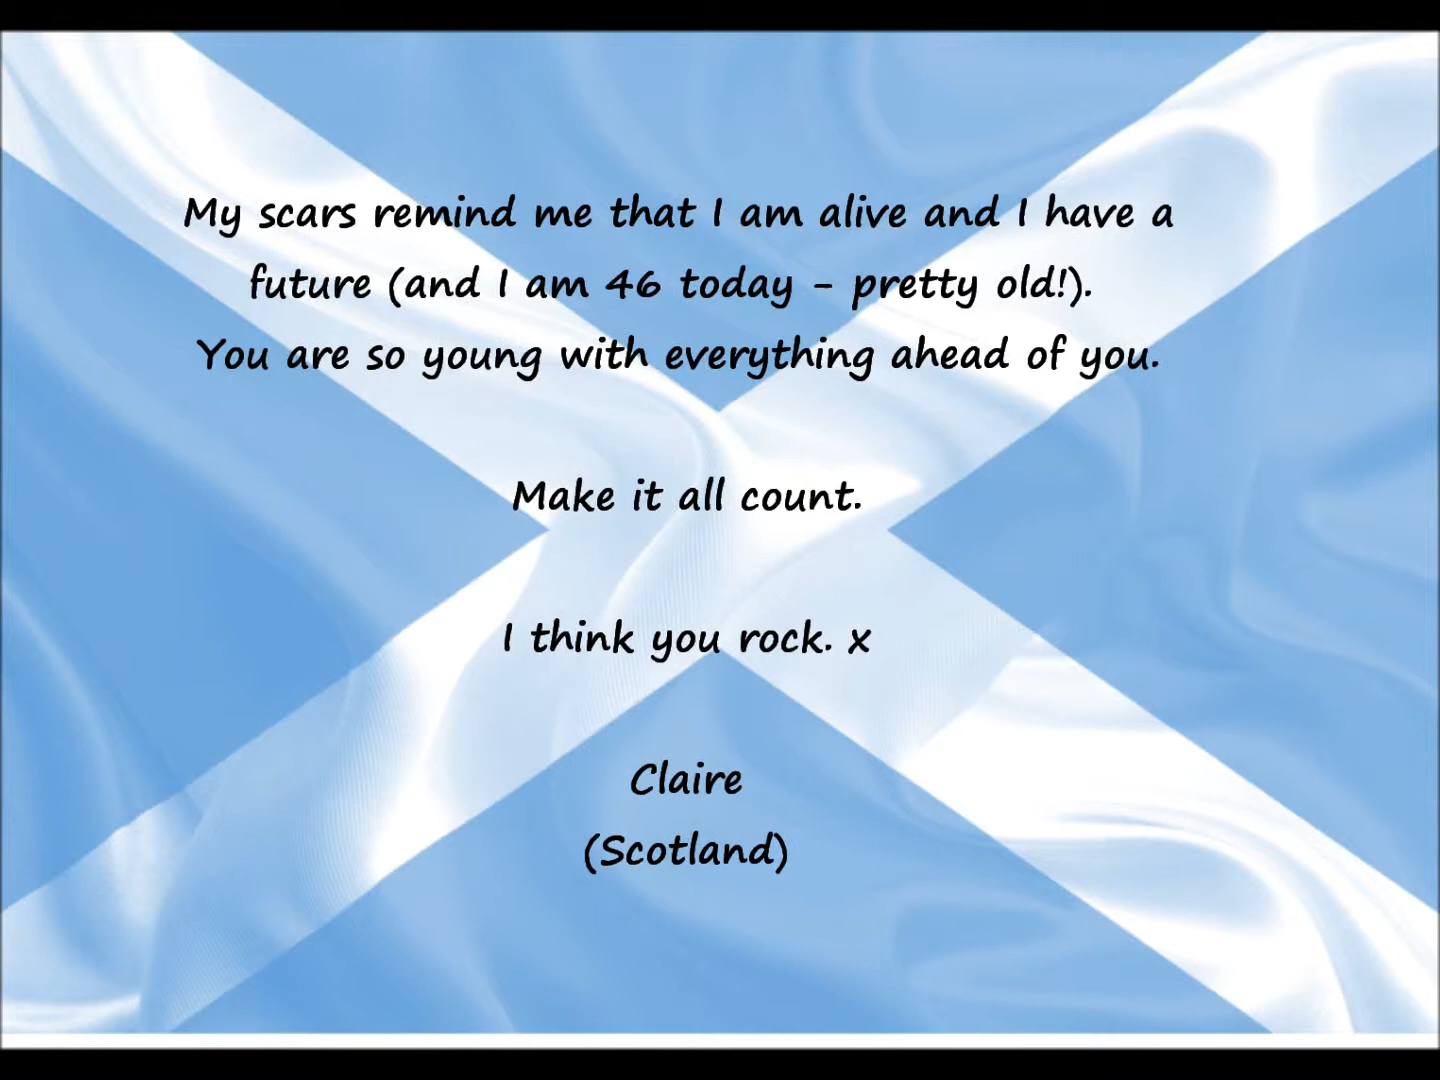 My scars remind me that I am alive and I have a
future (and I am 46 today - pretty old!).
You are so young with everything ahead of you.
Make it all count.
I think you rock. x
Claire
(Scotland)